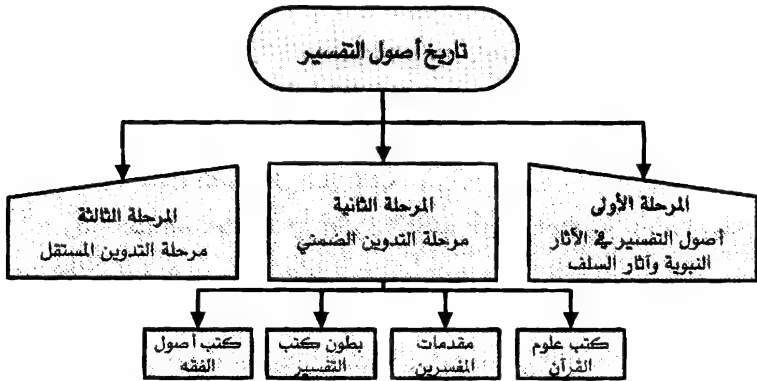 تاريخ أصول التفسير
المرحلة الأولى
أصول التفسير في الآثار
النبوية وآثار السلف
المرحلة الثانية
مرحلة التدوين الضمني
المرحلة الثالثة
مرحلة التدوين المستقل
كتب علوم
القرآن
مقدمات
المفسرين
بطون كتب
التفسير
كتب أصول
الفقه